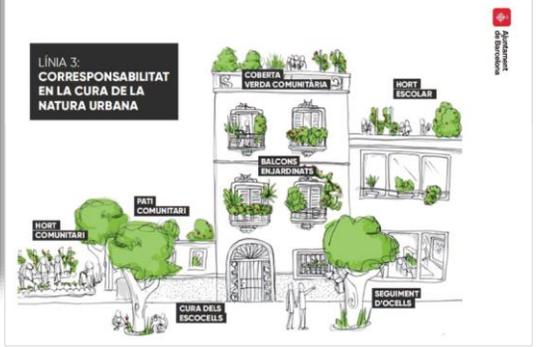 LÍNIA 3:
CORRESPONSABILITAT
EN LA CURA DE LA
NATURA URBANA
Ajuntament
de Barcelona
COBERTA
VERDA COMUNITÀRIA
HORT
ESCOLAR
BALCONS
ENJARDINATS
PATI
COMUNITARI
HORT
COMUNITARI
CURA DELS
ESCOCELLS
SEGUIMENT
D'OCELLS